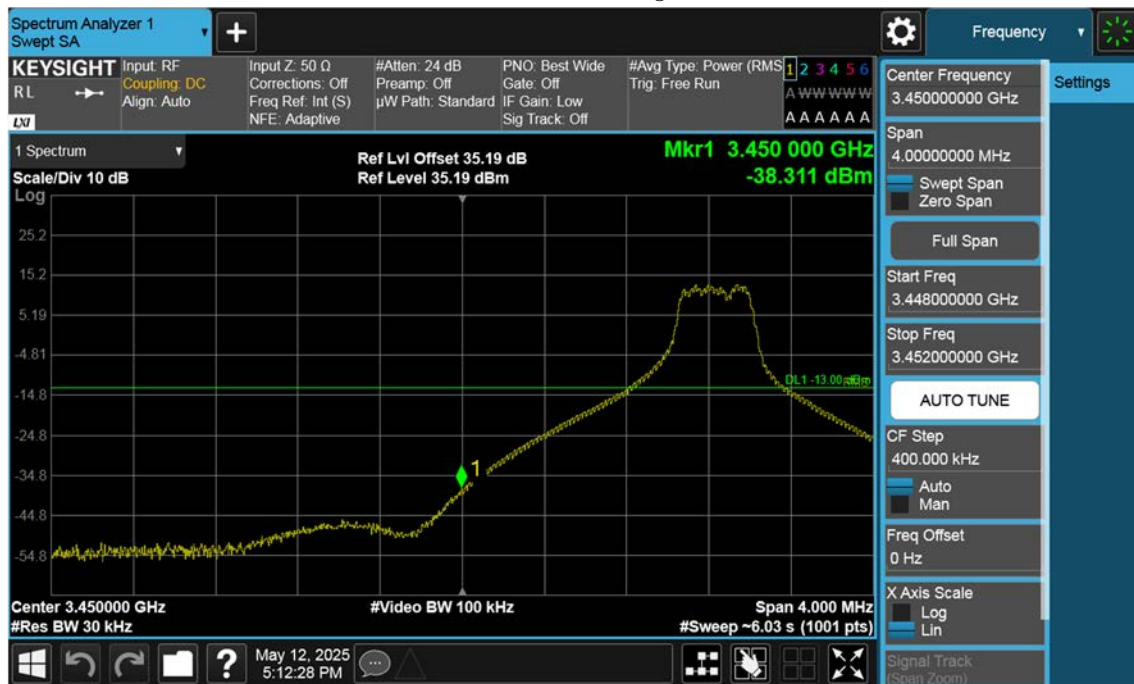 Spectrum Analyzer 1
Swept SA
Frequency
KEYSIGHT
RL
LXI
Input: RF
Coupling: DC
Align: Auto
Input Z: 50 Ω
Corrections: Off
Freq Ref: Int (S)
NFE: Adaptive
#Atten: 24 dB
Preamp: Off
µW Path: Standard
PNO: Best Wide
Gate: Off
IF Gain: Low
Sig Track: Off
#Avg Type: Power (RMS
Trig: Free Run
1 2 3 4 5 6
A W W W W W
A A A A A A
1 Spectrum
Scale/Div 10 dB
Ref Lvl Offset 35.19 dB
Ref Level 35.19 dBm
Mkr1 3.450 000 GHz
-38.311 dBm
Log
25.2
15.2
5.19
-4.81
-14.8
-24.8
-34.8
-44.8
-54.8
DL1 -13.00 dBm
1
Center 3.450000 GHz
#Res BW 30 kHz
#Video BW 100 kHz
Span 4.000 MHz
#Sweep ~6.03 s (1001 pts)
May 12, 2025
5:12:28 PM
Center Frequency
3.450000000 GHz
Settings
Span
4.00000000 MHz
Swept Span
Zero Span
Full Span
Start Freq
3.448000000 GHz
Stop Freq
3.452000000 GHz
AUTO TUNE
CF Step
400.000 kHz
Auto
Man
Freq Offset
0 Hz
X Axis Scale
Log
Lin
Signal Track
(Span Zoom)